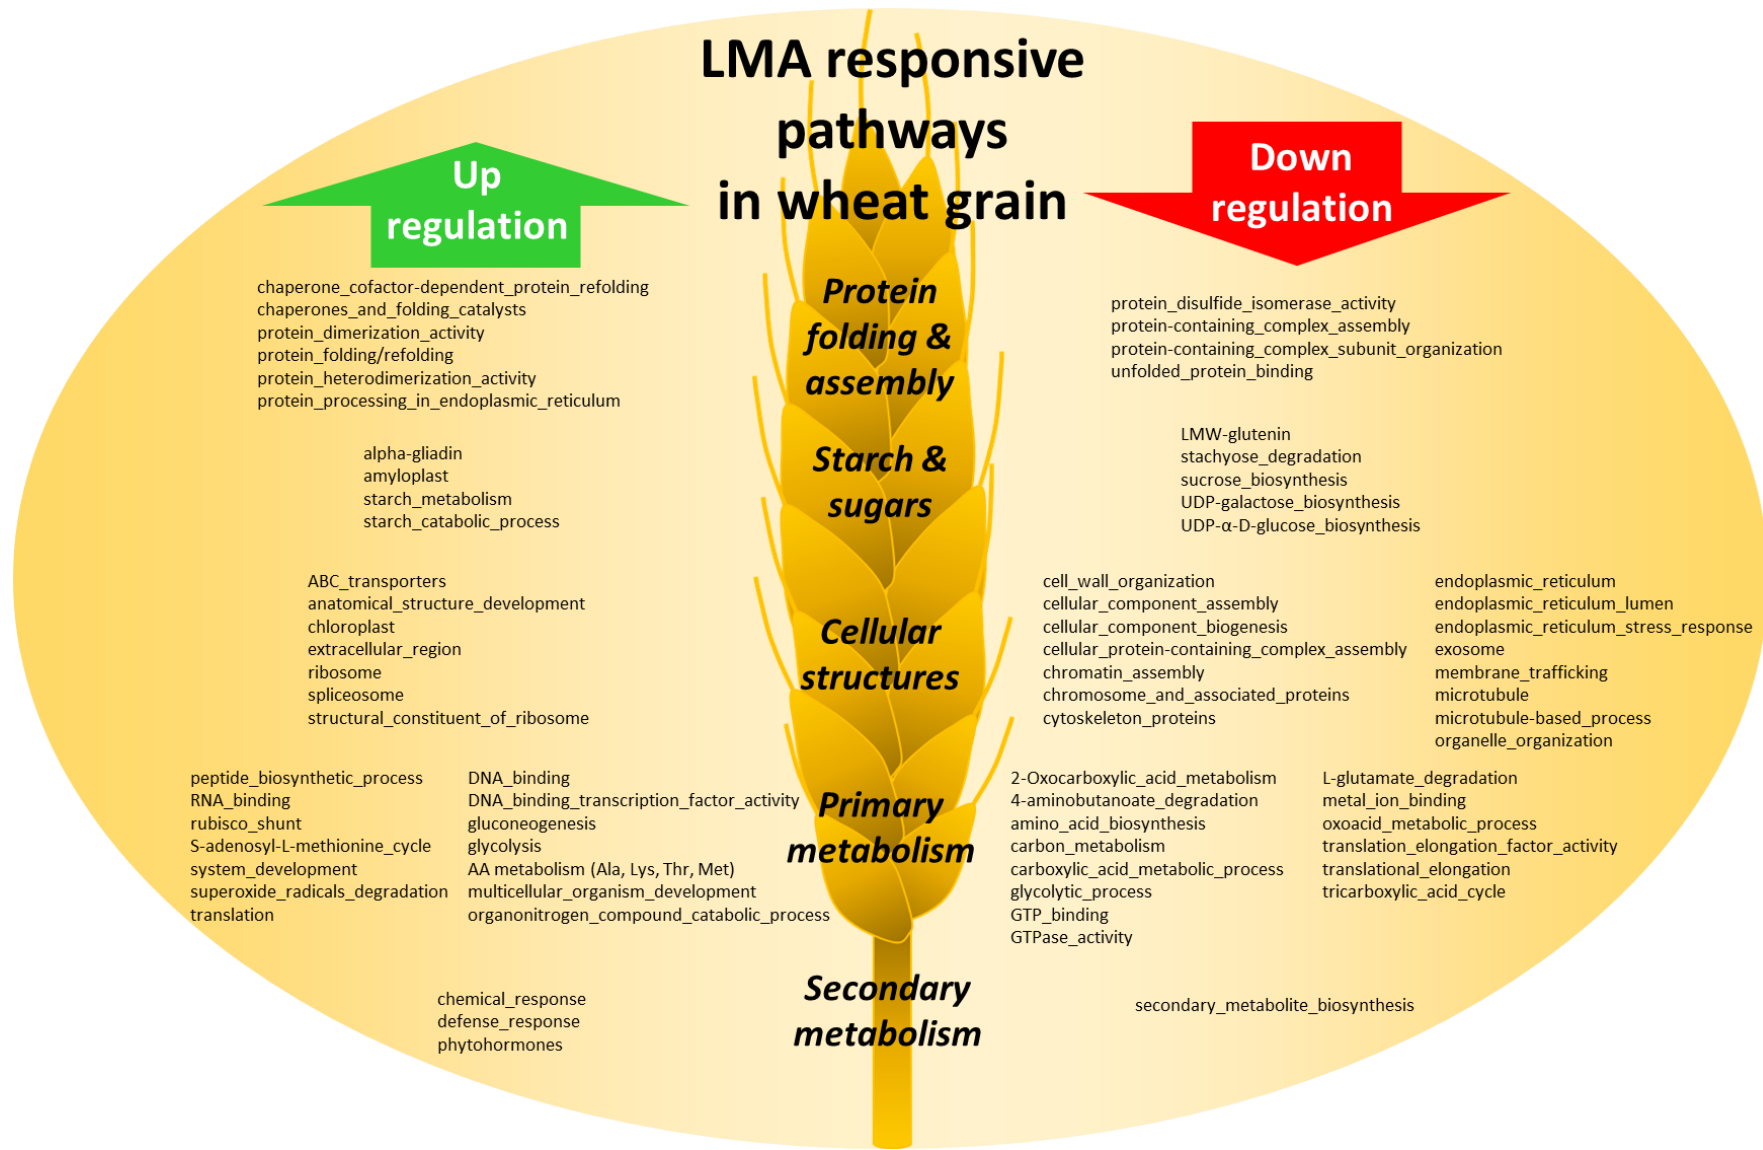 LMA responsive
pathways
in wheat grain
Up
regulation
Down
regulation
Protein
folding &
assembly
chaperone_cofactor-dependent_protein_refolding
chaperones_and_folding_catalysts
protein_dimerization_activity
protein_folding/refolding
protein_heterodimerization_activity
protein_processing_in_endoplasmic_reticulum
protein_disulfide_isomerase_activity
protein-containing_complex_assembly
protein-containing_complex_subunit_organization
unfolded_protein_binding
Starch &
sugars
alpha-gliadin
amyloplast
starch_metabolism
starch_catabolic_process
LMW-glutenin
stachyose_degradation
sucrose_biosynthesis
UDP-galactose_biosynthesis
UDP-α-D-glucose_biosynthesis
Cellular
structures
ABC_transporters
anatomical_structure_development
chloroplast
extracellular_region
ribosome
spliceosome
structural_constituent_of_ribosome
cell_wall_organization
cellular_component_assembly
cellular_component_biogenesis
cellular_protein-containing_complex_assembly
chromatin_assembly
chromosome_and_associated_proteins
cytoskeleton_proteins
endoplasmic_reticulum
endoplasmic_reticulum_lumen
endoplasmic_reticulum_stress_response
exosome
membrane_trafficking
microtubule
microtubule-based_process
organelle_organization
Primary
metabolism
peptide_biosynthetic_process
RNA_binding
rubisco_shunt
S-adenosyl-L-methionine_cycle
system_development
superoxide_radicals_degradation
translation
DNA_binding
DNA_binding_transcription_factor_activity
gluconeogenesis
glycolysis
AA metabolism (Ala, Lys, Thr, Met)
multicellular_organism_development
organonitrogen_compound_catabolic_process
2-Oxocarboxylic_acid_metabolism
4-aminobutanoate_degradation
amino_acid_biosynthesis
carbon_metabolism
carboxylic_acid_metabolic_process
glycolytic_process
GTP_binding
GTPase_activity
L-glutamate_degradation
metal_ion_binding
oxoacid_metabolic_process
translation_elongation_factor_activity
translational_elongation
tricarboxylic_acid_cycle
Secondary
metabolism
chemical_response
defense_response
phytohormones
secondary_metabolite_biosynthesis